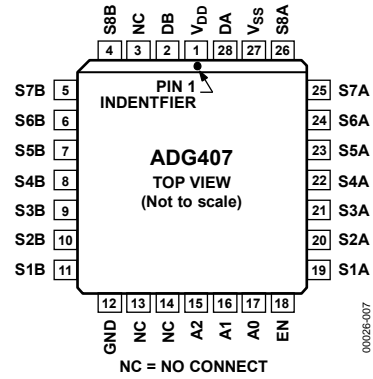 S8B NC DB VDD DA VSS S8A
4 3 2 1 28 27 26
PIN 1
INDENTFIER
S7B 5
S6B 6
S5B 7
S4B 8
S3B 9
S2B 10
S1B 11
ADG407
TOP VIEW
(Not to scale)
25 S7A
24 S6A
23 S5A
22 S4A
21 S3A
20 S2A
19 S1A
12 13 14 15 16 17 18
GND NC NC A2 A1 A0 EN
NC = NO CONNECT
00026-007